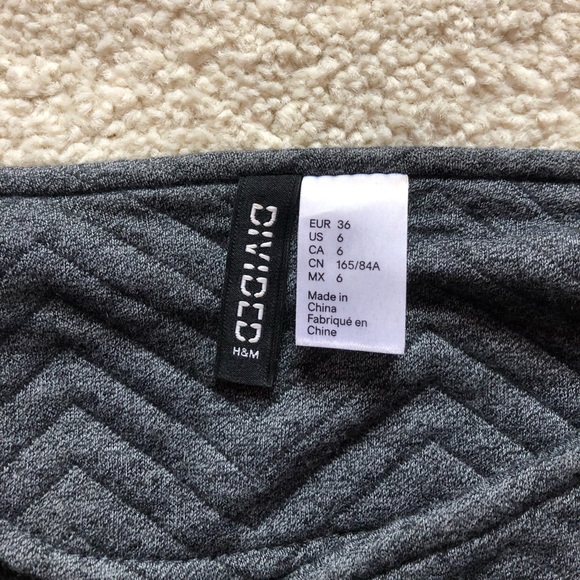 DIVIDED
H&M
EUR 36
US 6
CA 6
CN 165/84A
MX 6
Made in
China
Fabriqué en
Chine